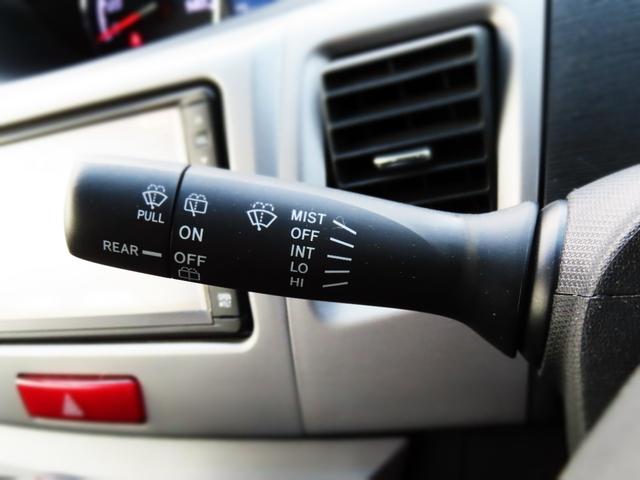 PULL
REAR
ON
OFF
MIST
OFF
INT
LO
HI